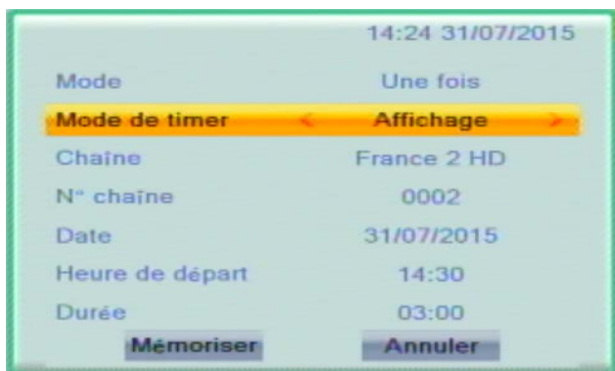 14:24 31/07/2015
Mode Une fois
Mode de timer < Affichage >
Chaîne France 2 HD
N° chaîne 0002
Date 31/07/2015
Heure de départ 14:30
Durée 03:00
Mémoriser Annuler